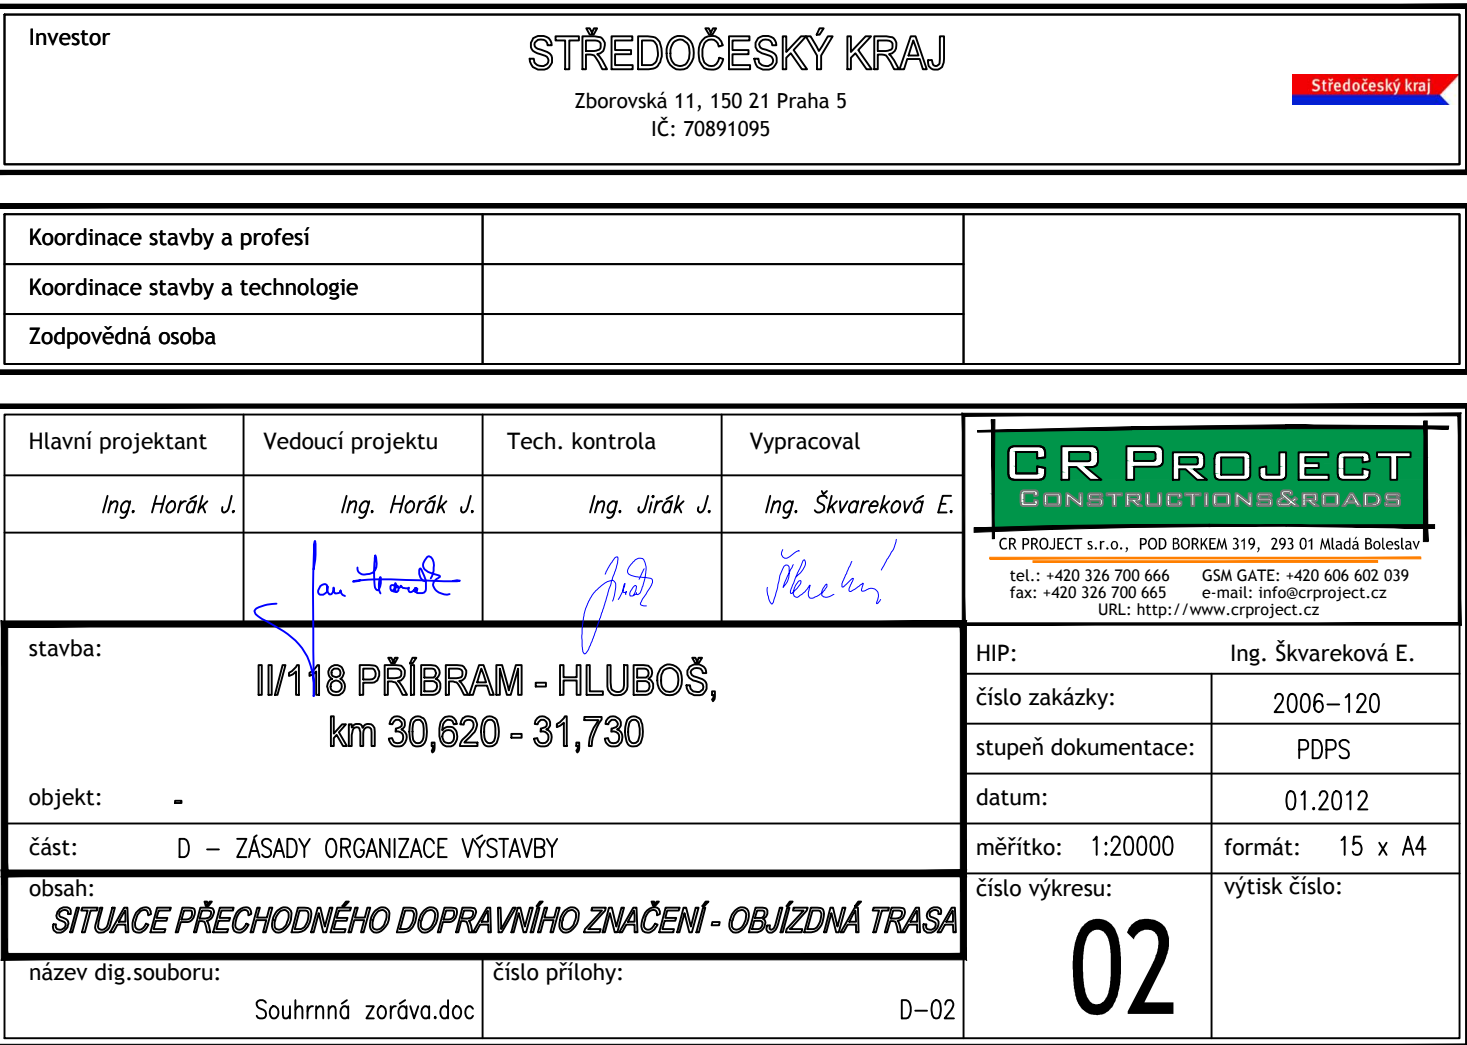 Investor
STŘEDOČESKÝ KRAJ
Středočeský kraj
Zborovská 11, 150 21 Praha 5
IČ: 70891095
Koordinace stavby a profesí
Koordinace stavby a technologie
Zodpovědná osoba
Hlavní projektant Vedoucí projektu Tech. kontrola Vypracoval
Ing. Horák J. Ing. Horák J. Ing. Jirák J. Ing. Škvareková E.
CR PROJECT
CONSTRUCTIONS&ROADS
CR PROJECT s.r.o., POD BORKEM 319, 293 01 Mladá Boleslav
tel.: +420 326 700 666 GSM GATE: +420 606 602 039
fax: +420 326 700 665 e-mail: info@crproject.cz
URL: http://www.crproject.cz
stavba:
II/118 PŘÍBRAM - HLUBOŠ,
km 30,620 - 31,730
objekt: -
část: D – ZÁSADY ORGANIZACE VÝSTAVBY
obsah:
SITUACE PŘECHODNÉHO DOPRAVNÍHO ZNAČENÍ - OBJÍZDNÁ TRASA
název dig.souboru:
Souhrnná zoráva.doc
číslo přílohy:
D–02
HIP: Ing. Škvareková E.
číslo zakázky: 2006–120
stupeň dokumentace: PDPS
datum: 01.2012
měřítko: 1:20000 formát: 15 x A4
číslo výkresu: výtisk číslo:
02